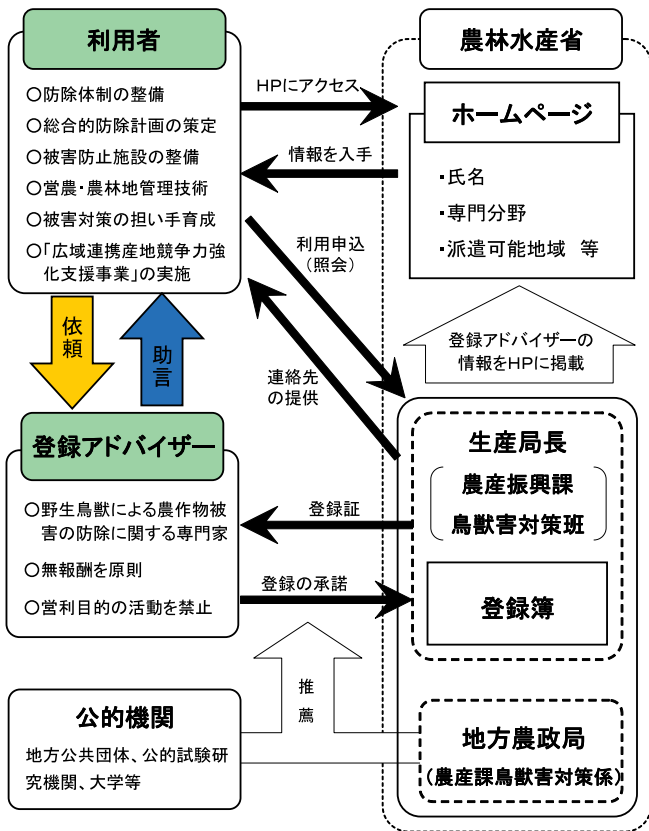 利用者
○防除体制の整備
○総合的防除計画の策定
○被害防止施設の整備
○営農・農林地管理技術
○被害対策の担い手育成
○「広域連携産地競争力強
化支援事業」の実施
HPにアクセス
情報を入手
利用申込
（照会）
連絡先
の提供
農林水産省
ホームページ
・氏名
・専門分野
・派遣可能地域 等
登録アドバイザーの
情報をHPに掲載
依頼
助言
登録アドバイザー
○野生鳥獣による農作物被
害の防除に関する専門家
○無報酬を原則
○営利目的の活動を禁止
登録証
登録の承諾
生産局長
農産振興課
鳥獣害対策班
登録簿
推薦
公的機関
地方公共団体、公的試験研
究機関、大学等
地方農政局
（農産課鳥獣害対策係）